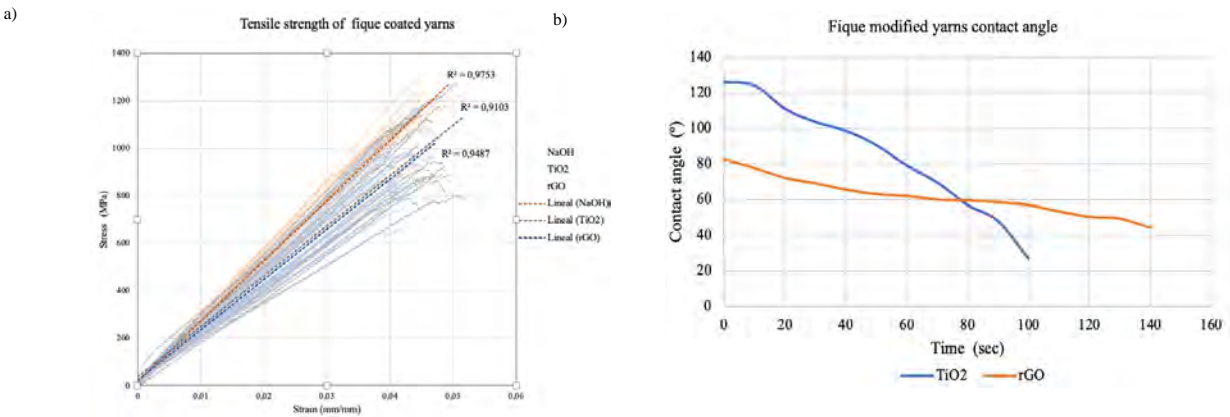 a)
Tensile strength of fique coated yarns
1400
1200
1000
800
600
400
200
0
Stress (MPa)
0
0,01
0,02
0,03
0,04
0,05
0,06
Strain (mm/mm)
R² = 0,9753
R² = 0,9103
R² = 0,9487
NaOH
TiO2
rGO
Lineal (NaOH)
Lineal (TiO2)
Lineal (rGO)
b)
Fique modified yarns contact angle
140
120
100
80
60
40
20
0
Contact angle (°)
0
20
40
60
80
100
120
140
160
Time (sec)
TiO2
rGO